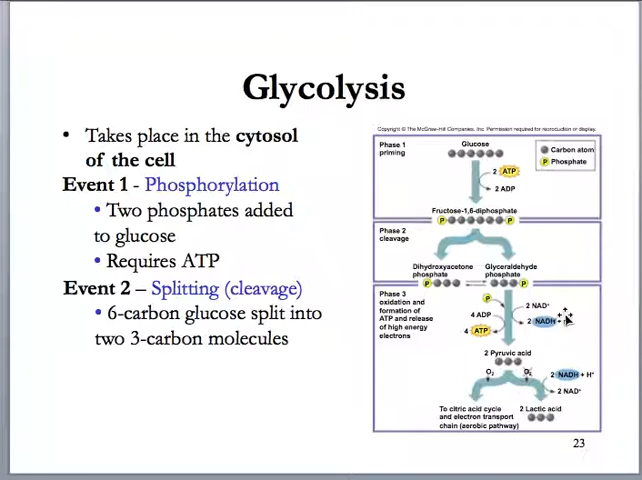 Glycolysis
• Takes place in the cytosol
of the cell
Event 1 - Phosphorylation
• Two phosphates added
to glucose
• Requires ATP
Event 2 – Splitting (cleavage)
• 6-carbon glucose split into
two 3-carbon molecules
Copyright © The McGraw-Hill Companies, Inc. Permission required for reproduction or display.
Phase 1
priming
Glucose
Carbon atom
P Phosphate
2 ATP
2 ADP
Fructose-1,6-diphosphate
P P
Phase 2
cleavage
Dihydroxyacetone
phosphate
Glyceraldehyde
phosphate
P P
Phase 3
oxidation and
formation of
ATP and release
of high energy
electrons
P
4 ADP
4 ATP
2 NAD+
2 NADH +
2 Pyruvic acid
O2 O2
2 NADH + H+
2 NAD+
To citric acid cycle
and electron transport
chain (aerobic pathway)
2 Lactic acid
23